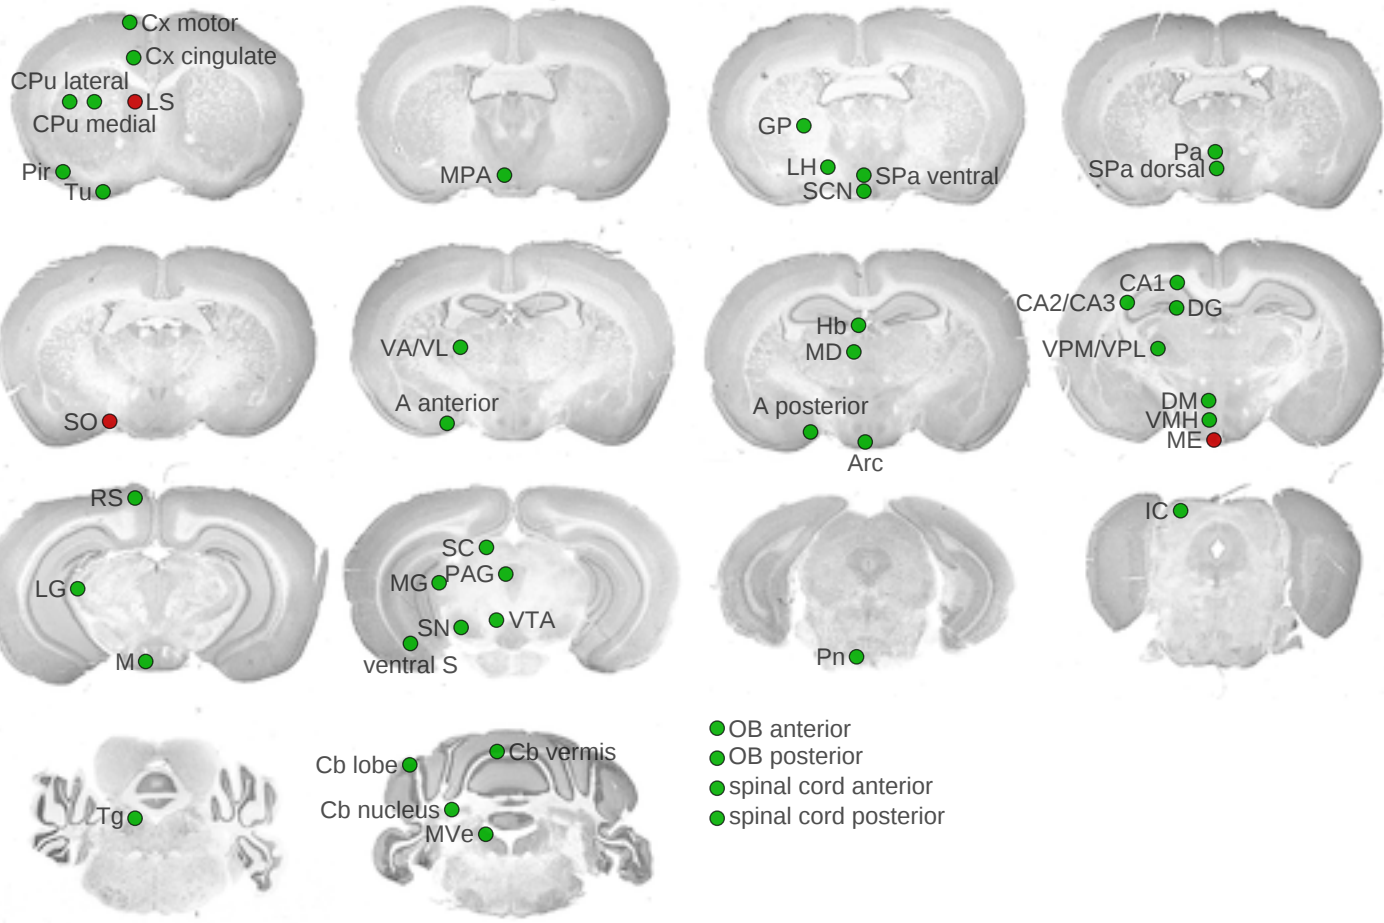 Cx motor
Cx cingulate
CPu lateral
LS
CPu medial
Pir
Tu
MPA
GP
LH
SPa ventral
SCN
Pa
SPa dorsal
SO
VA/VL
A anterior
Hb
MD
A posterior
Arc
CA1
CA2/CA3
DG
VPM/VPL
DM
VMH
ME
RS
LG
M
SC
MG
PAG
SN
VTA
ventral S
Pn
IC
Tg
Cb lobe
Cb vermis
Cb nucleus
MVe
OB anterior
OB posterior
spinal cord anterior
spinal cord posterior